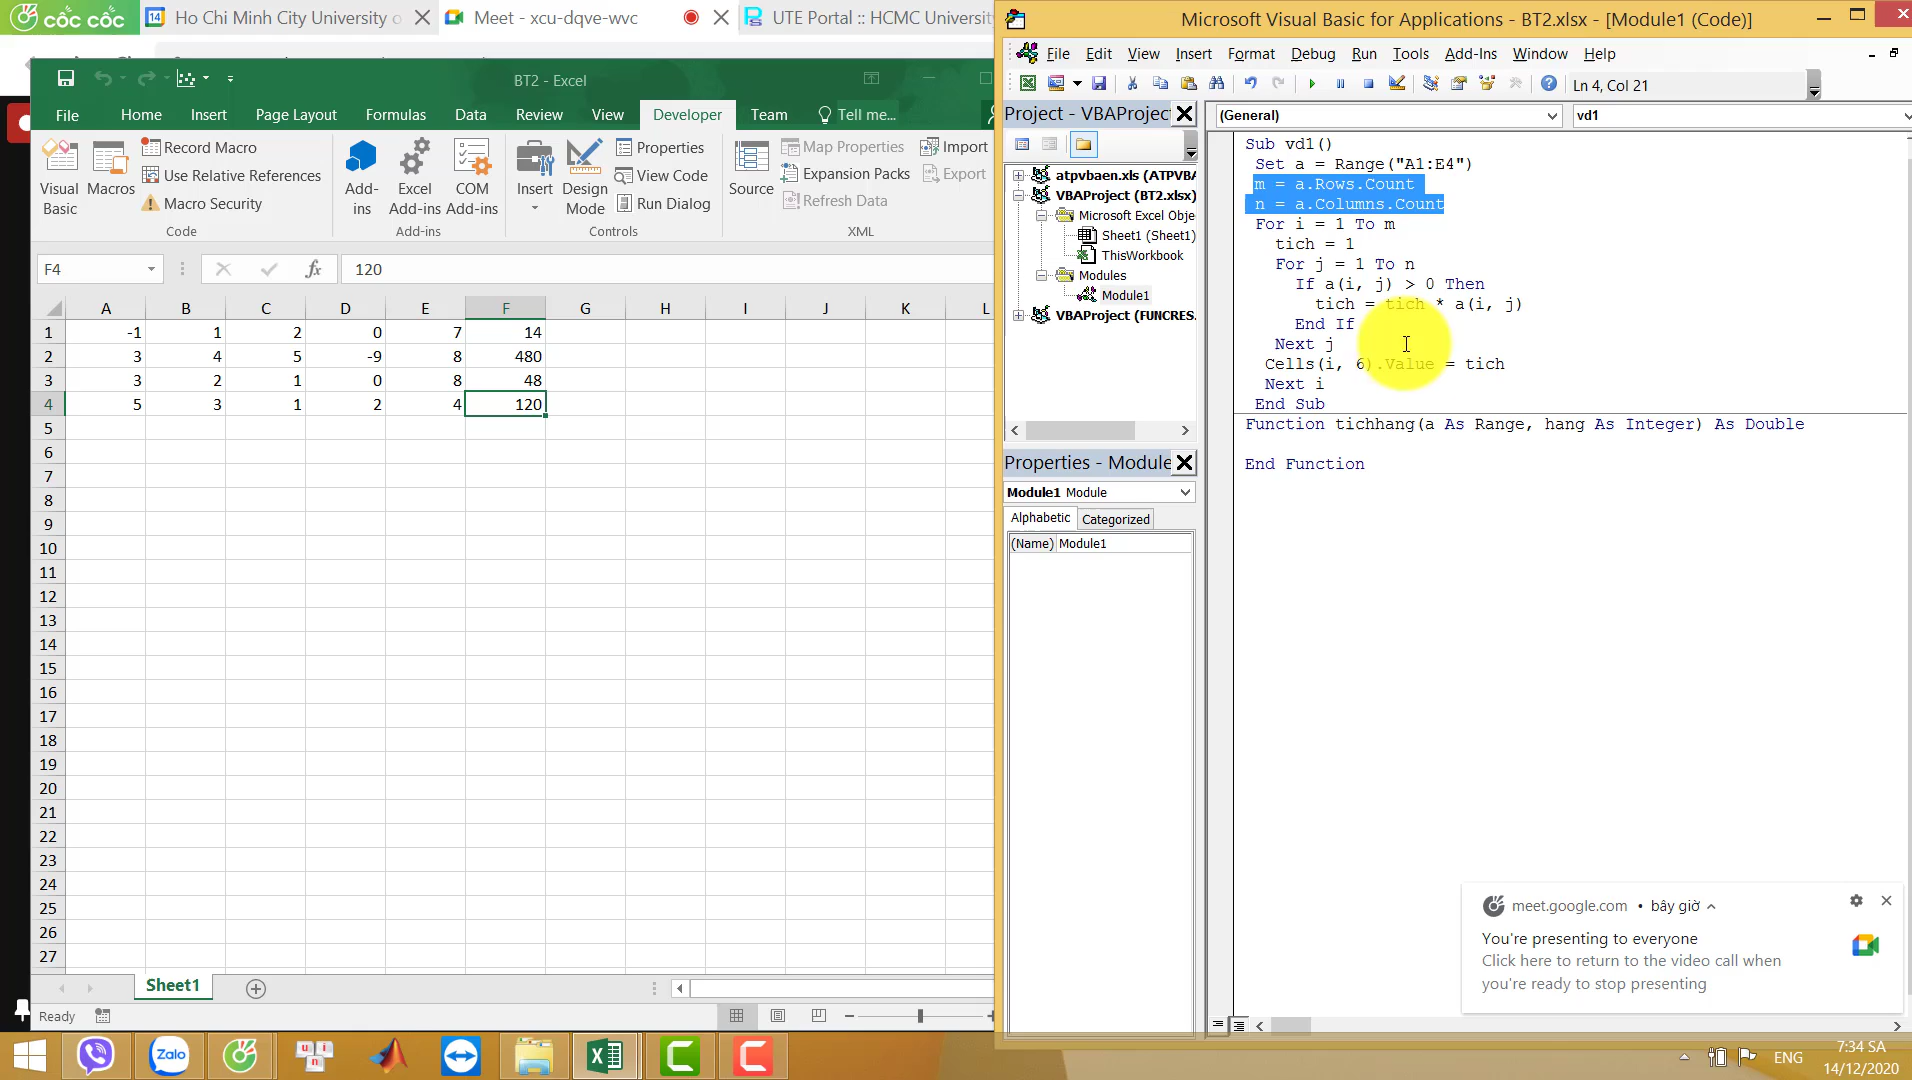 cốc cốc
14 Ho Chi Minh City University o
Meet - xcu-dqve-wvc
UTE Portal :: HCMC Universit
BT2 - Excel
File Home Insert Page Layout Formulas Data Review View Developer Team Tell me...
Visual Basic
Macros
Record Macro
Use Relative References
Macro Security
Code
Add-ins
Excel Add-ins
COM Add-ins
Add-ins
Insert
Design Mode
Properties
View Code
Run Dialog
Controls
Source
Map Properties
Expansion Packs
Refresh Data
Import
Export
XML
F4 fx 120
A B C D E F G H I J K L
1 -1 1 2 0 7 14
2 3 4 5 -9 8 480
3 3 2 1 0 8 48
4 5 3 1 2 4 120
5
6
7
8
9
10
11
12
13
14
15
16
17
18
19
20
21
22
23
24
25
26
27
Sheet1
Ready
Microsoft Visual Basic for Applications - BT2.xlsx - [Module1 (Code)]
File Edit View Insert Format Debug Run Tools Add-Ins Window Help
Ln 4, Col 21
Project - VBAProject
atpvbaen.xls (ATPVBA
VBAProject (BT2.xlsx)
Microsoft Excel Obje
Sheet1 (Sheet1)
ThisWorkbook
Modules
Module1
VBAProject (FUNCRES.
Properties - Module
Module1 Module
Alphabetic Categorized
(Name) Module1
(General) vd1
Sub vd1()
Set a = Range("A1:E4")
m = a.Rows.Count
n = a.Columns.Count
For i = 1 To m
tich = 1
For j = 1 To n
If a(i, j) > 0 Then
tich = tich * a(i, j)
End If
Next j
Cells(i, 6).Value = tich
Next i
End Sub
Function tichhang(a As Range, hang As Integer) As Double
End Function
meet.google.com • bây giờ
You're presenting to everyone
Click here to return to the video call when
you're ready to stop presenting
Zalo
ENG
7:34 SA
14/12/2020